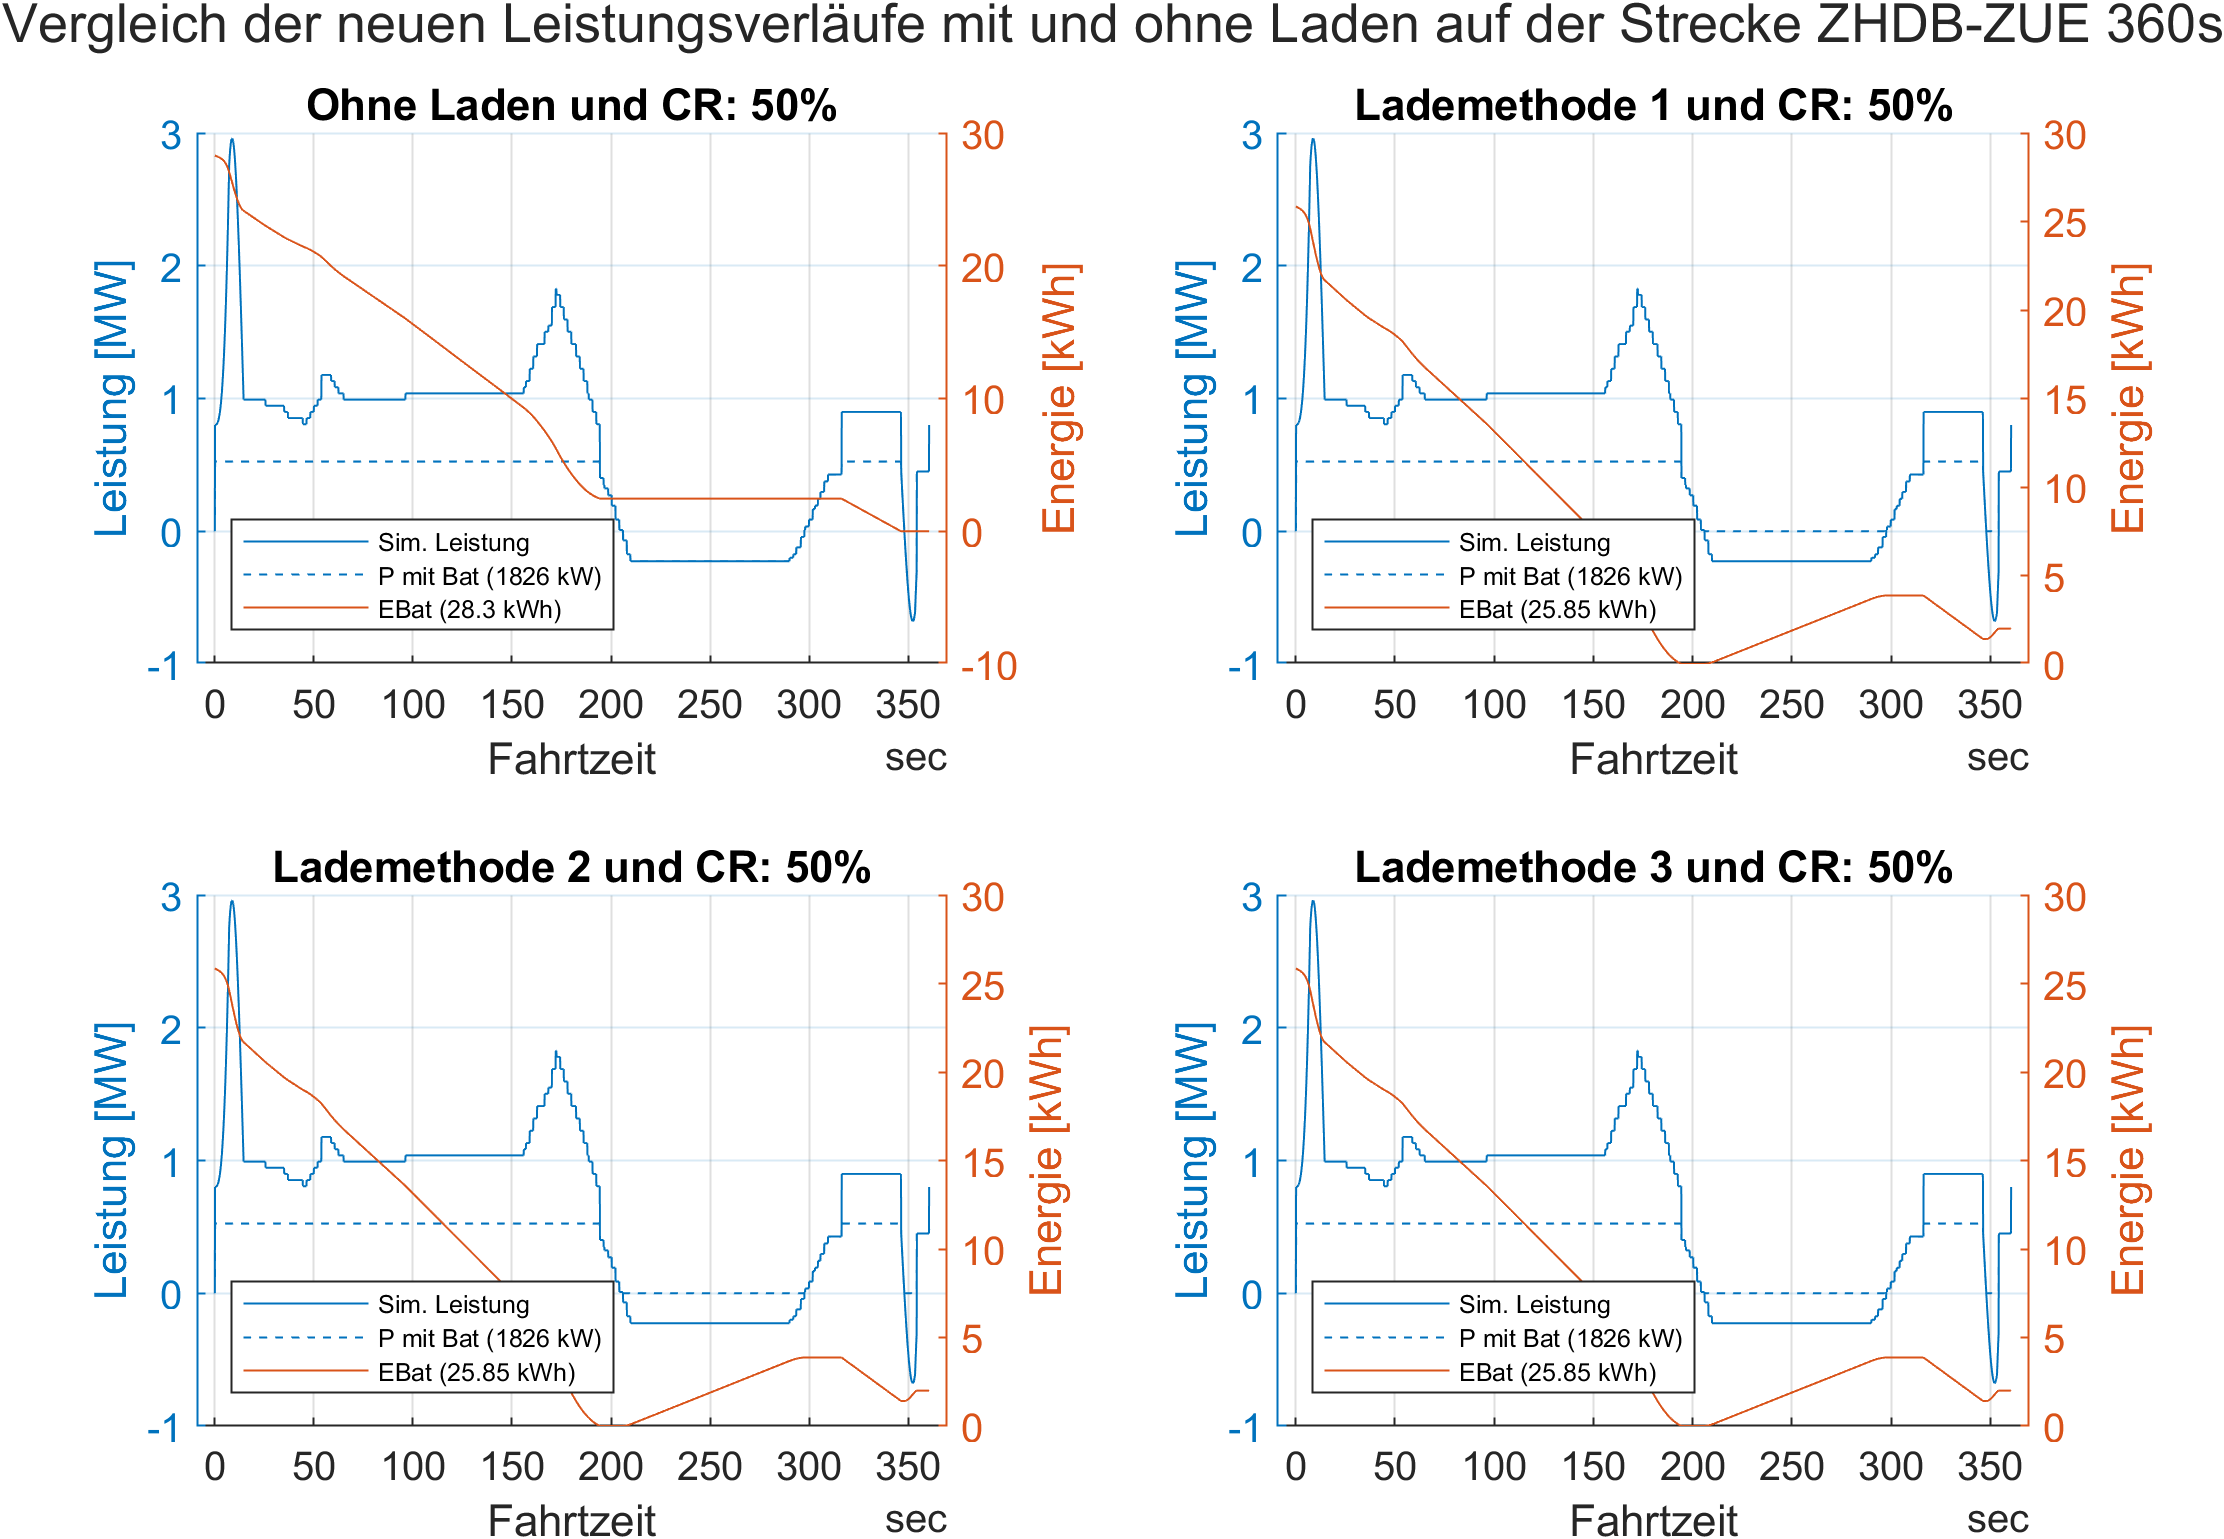 Vergleich der neuen Leistungsverläufe mit und ohne Laden auf der Strecke ZHDB-ZUE 360s
Ohne Laden und CR: 50%
3
2
1
0
-1
Leistung [MW]
30
20
10
0
-10
Energie [kWh]
Sim. Leistung
P mit Bat (1826 kW)
EBat (28.3 kWh)
0 50 100 150 200 250 300 350
Fahrtzeit sec
Lademethode 1 und CR: 50%
3
2
1
0
-1
Leistung [MW]
30
25
20
15
10
5
0
Energie [kWh]
Sim. Leistung
P mit Bat (1826 kW)
EBat (25.85 kWh)
0 50 100 150 200 250 300 350
Fahrtzeit sec
Lademethode 2 und CR: 50%
3
2
1
0
-1
Leistung [MW]
30
25
20
15
10
5
0
Energie [kWh]
Sim. Leistung
P mit Bat (1826 kW)
EBat (25.85 kWh)
0 50 100 150 200 250 300 350
Fahrtzeit sec
Lademethode 3 und CR: 50%
3
2
1
0
-1
Leistung [MW]
30
25
20
15
10
5
0
Energie [kWh]
Sim. Leistung
P mit Bat (1826 kW)
EBat (25.85 kWh)
0 50 100 150 200 250 300 350
Fahrtzeit sec